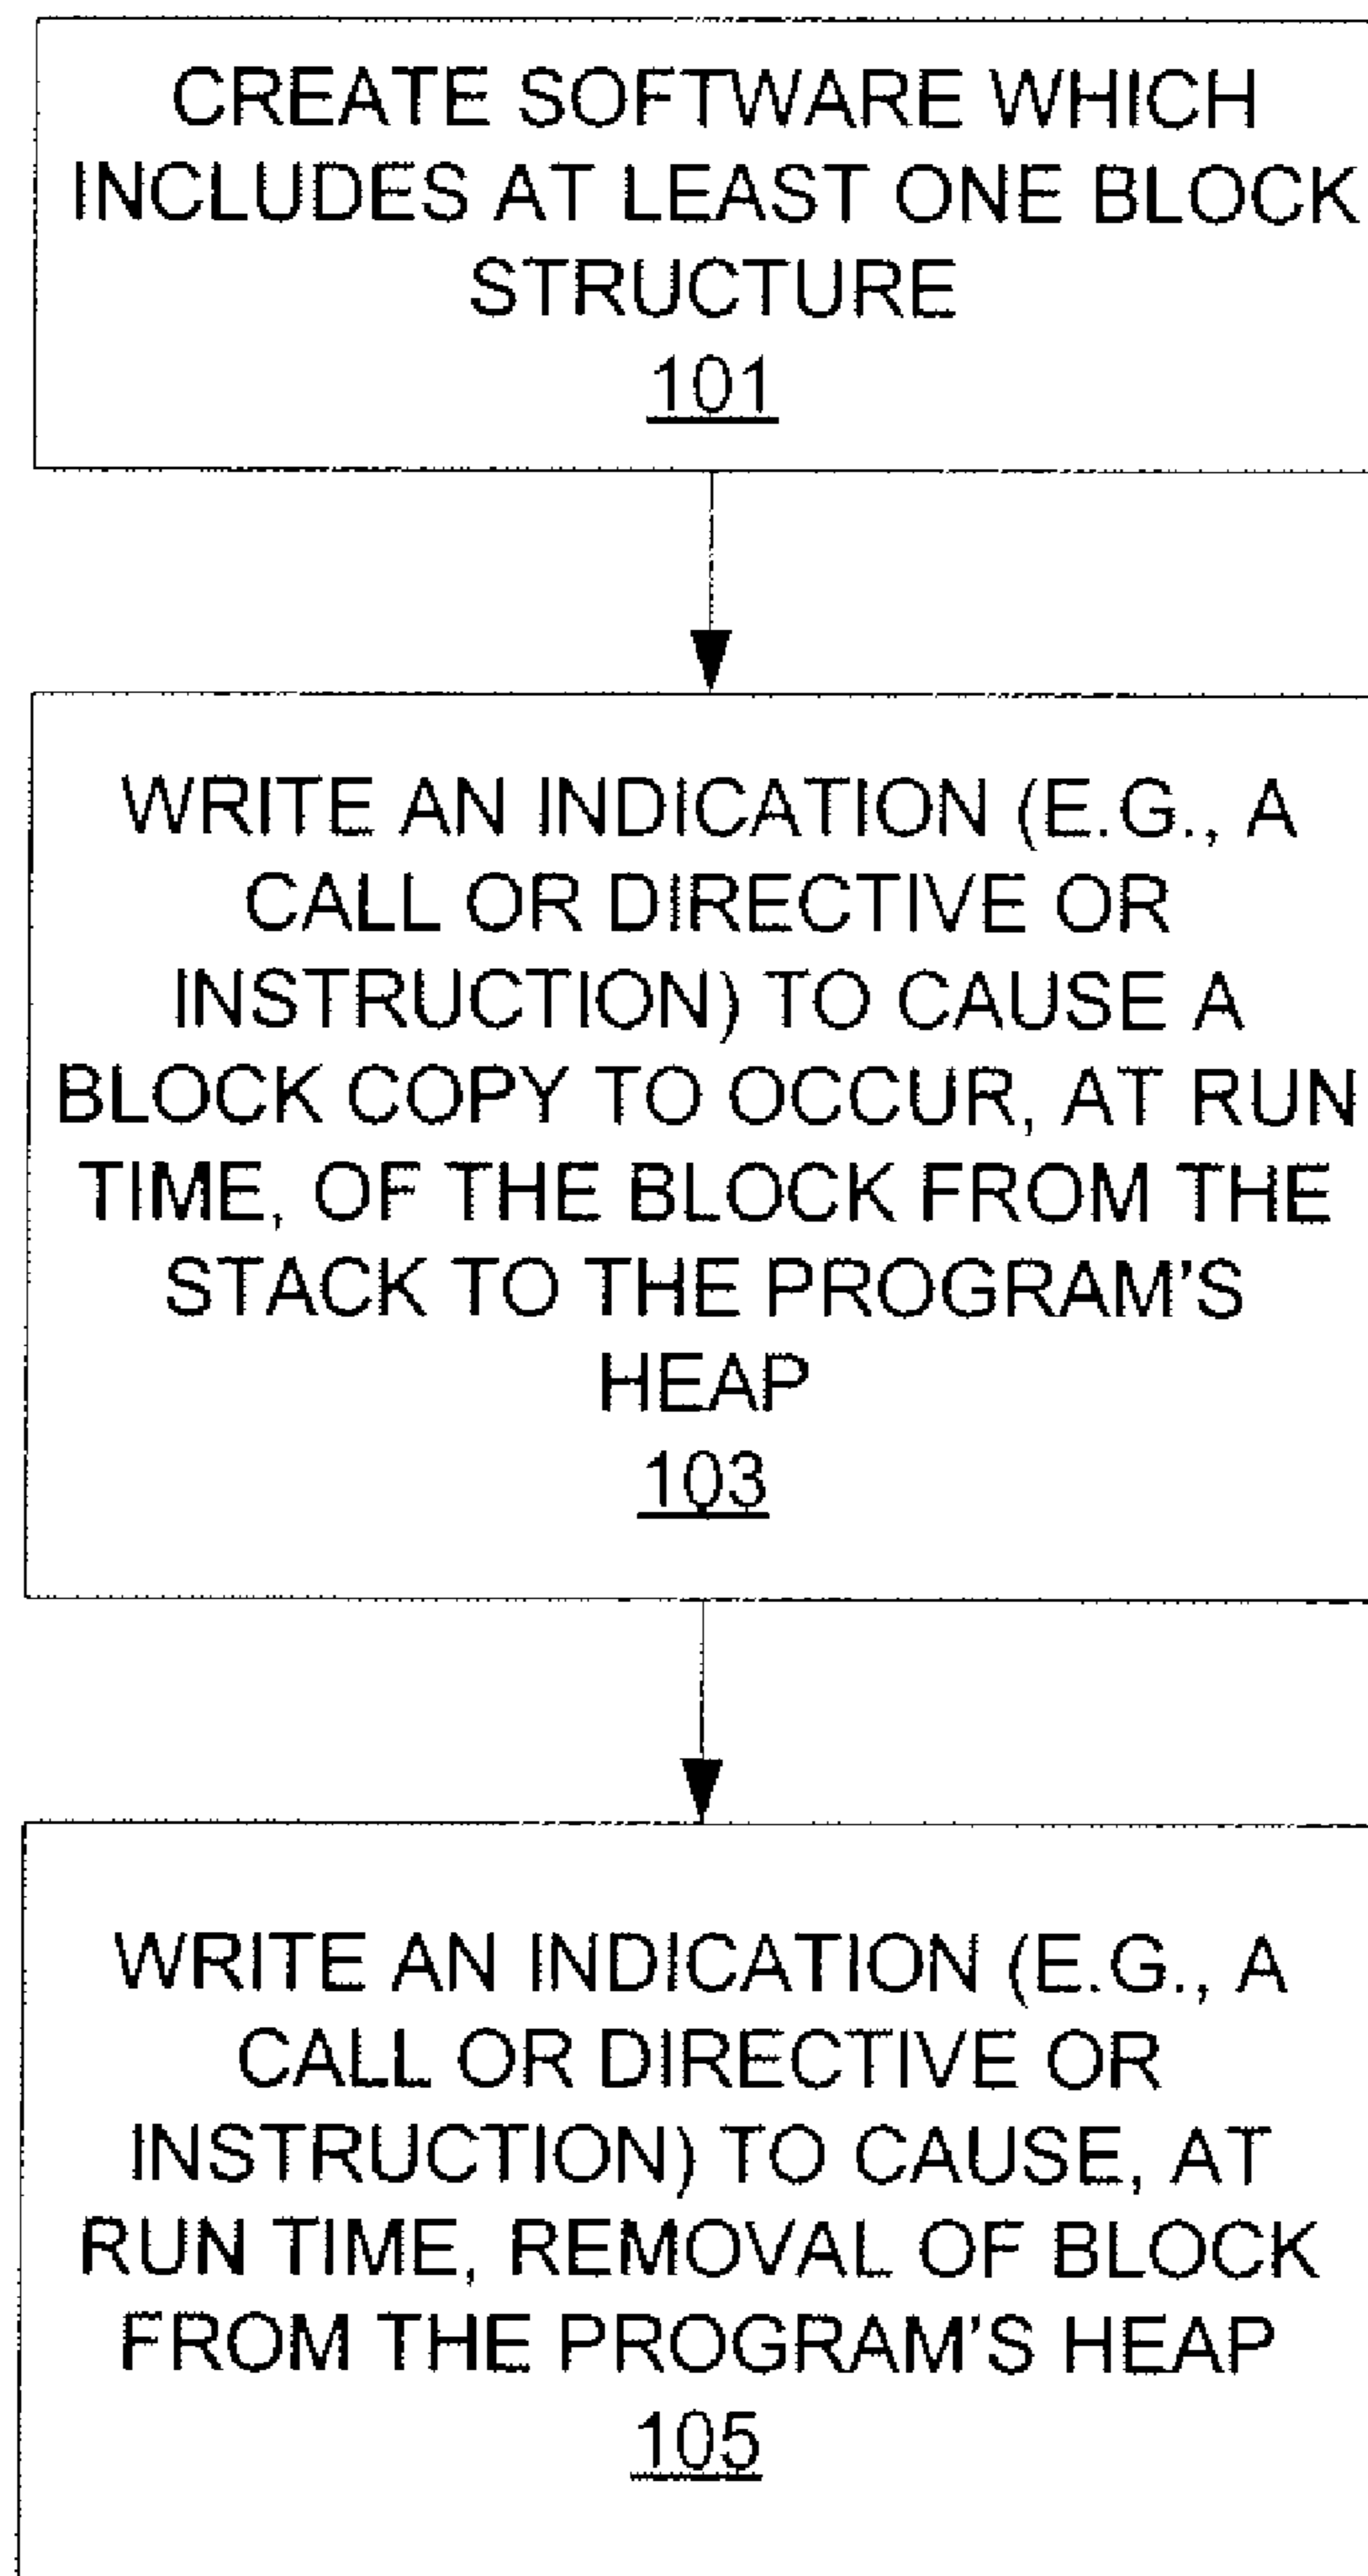 CREATE SOFTWARE WHICH
INCLUDES AT LEAST ONE BLOCK
STRUCTURE
101
WRITE AN INDICATION (E.G., A
CALL OR DIRECTIVE OR
INSTRUCTION) TO CAUSE A
BLOCK COPY TO OCCUR, AT RUN
TIME, OF THE BLOCK FROM THE
STACK TO THE PROGRAM'S
HEAP
103
WRITE AN INDICATION (E.G., A
CALL OR DIRECTIVE OR
INSTRUCTION) TO CAUSE, AT
RUN TIME, REMOVAL OF BLOCK
FROM THE PROGRAM'S HEAP
105